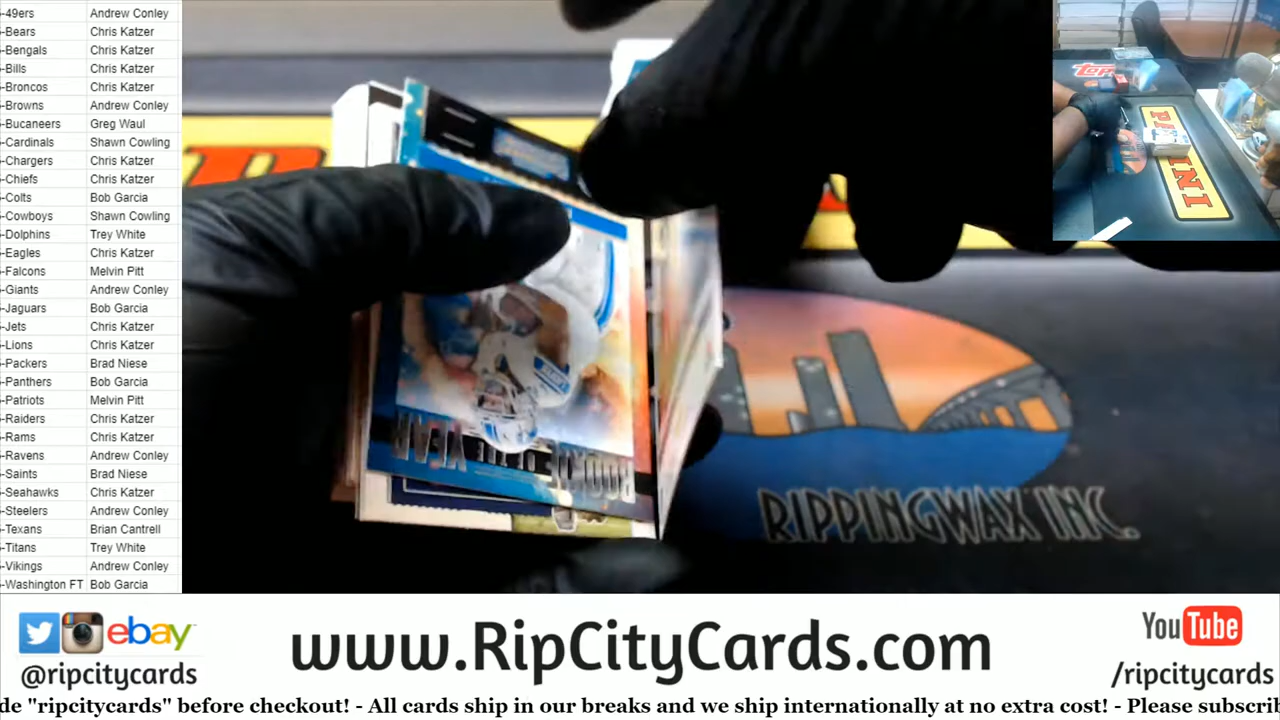 -49ers Andrew Conley
-Bears Chris Katzer
-Bengals Chris Katzer
-Bills Chris Katzer
-Broncos Chris Katzer
-Browns Andrew Conley
-Bucaneers Greg Waul
-Cardinals Shawn Cowling
-Chargers Chris Katzer
-Chiefs Chris Katzer
-Colts Bob Garcia
-Cowboys Shawn Cowling
-Dolphins Trey White
-Eagles Chris Katzer
-Falcons Melvin Pitt
-Giants Andrew Conley
-Jaguars Bob Garcia
-Jets Chris Katzer
-Lions Chris Katzer
-Packers Brad Niese
-Panthers Bob Garcia
-Patriots Melvin Pitt
-Raiders Chris Katzer
-Rams Chris Katzer
-Ravens Andrew Conley
-Saints Brad Niese
-Seahawks Chris Katzer
-Steelers Andrew Conley
-Texans Brian Cantrell
-Titans Trey White
-Vikings Andrew Conley
-Washington FT Bob Garcia
Topps
PANINI
ROOKIE OF THE YEAR
RIPPINGWAX INC.
ebay
@ripcitycards
www.RipCityCards.com
YouTube
/ripcitycards
de "ripcitycards" before checkout! - All cards ship in our breaks and we ship internationally at no extra cost! - Please subscrib